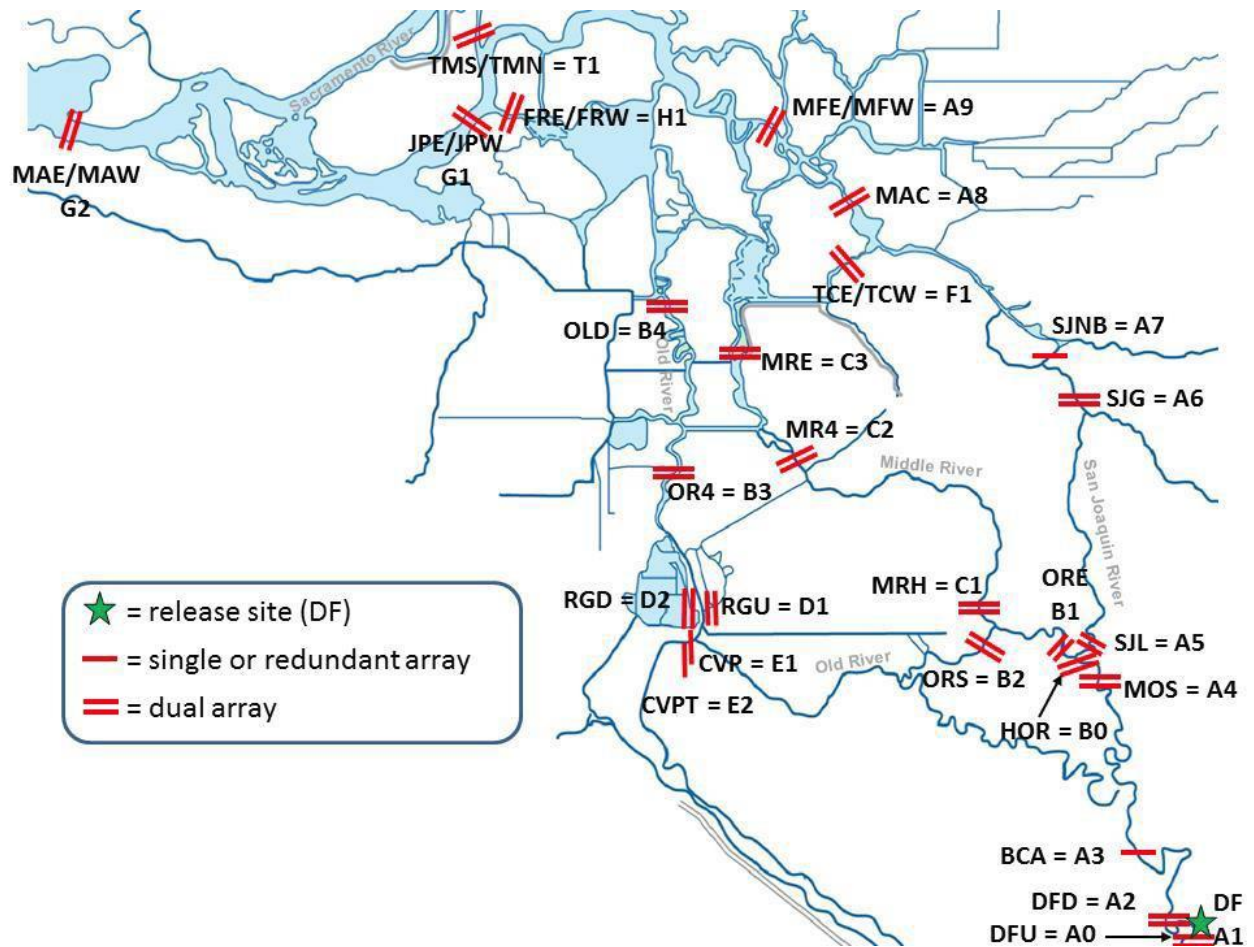 Sacramento River
TMS/TMN = T1
MFE/MFW = A9
FRE/FRW = H1
JPE/JPW
G1
MAE/MAW
G2
MAC = A8
TCE/TCW = F1
OLD = B4
SJNB = A7
Old River
MRE = C3
SJG = A6
MR4 = C2
Middle River
OR4 = B3
San Joaquin River
MRH = C1
ORE
B1
RGD = D2
RGU = D1
SJL = A5
CVP = E1
Old River
ORS = B2
MOS = A4
CVPT = E2
HOR = B0
= release site (DF)
= single or redundant array
= dual array
BCA = A3
DFD = A2
DF
DFU = A0
A1